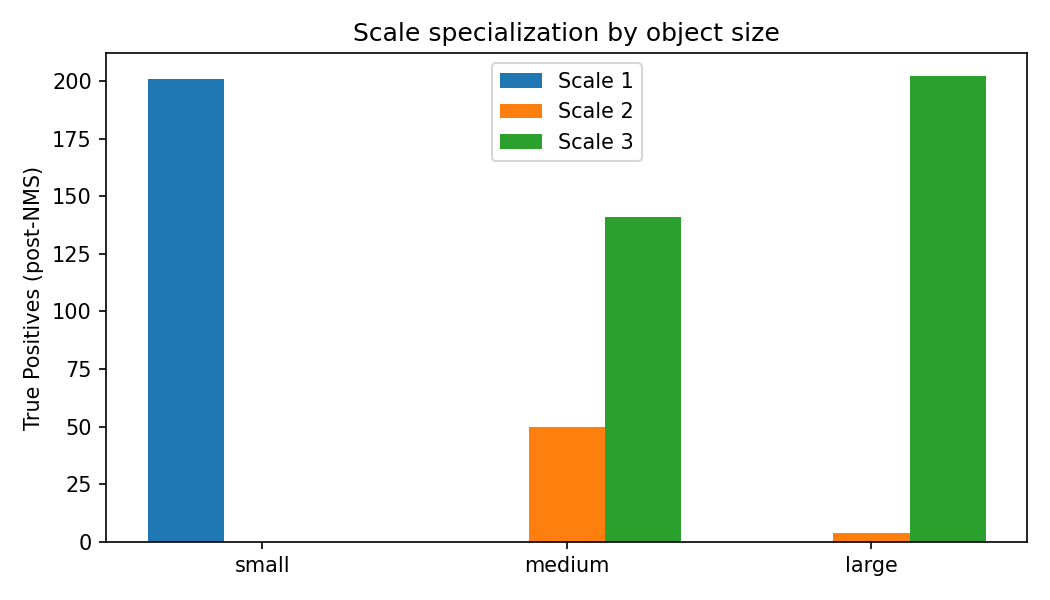 Scale specialization by object size
True Positives (post-NMS)
200
175
150
125
100
75
50
25
0
Scale 1
Scale 2
Scale 3
small
medium
large